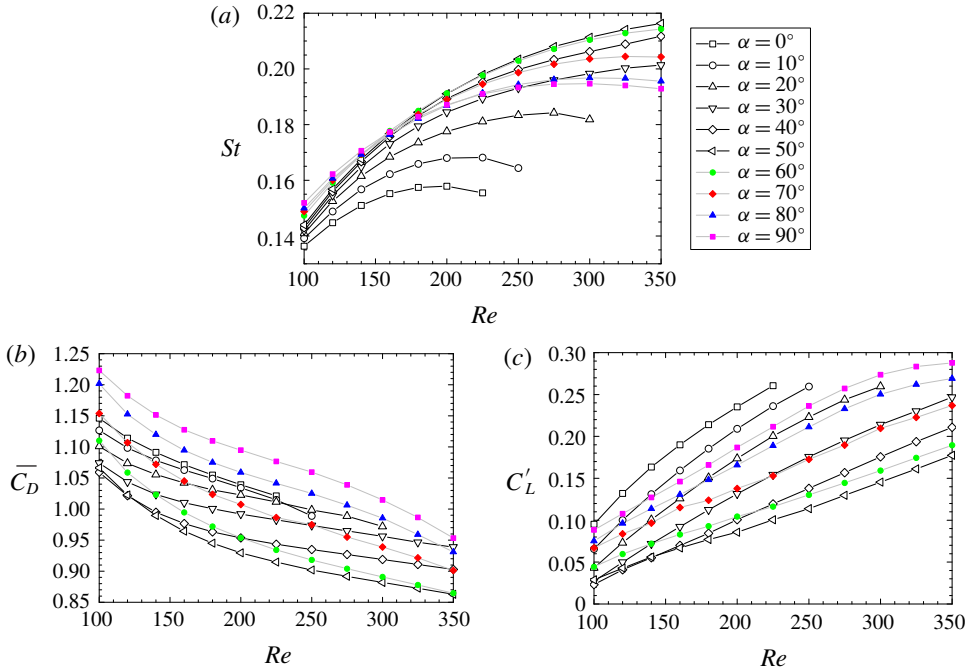 (a)
0.22
0.20
0.18
0.16
0.14
St
100 150 200 250 300 350
Re
α = 0°
α = 10°
α = 20°
α = 30°
α = 40°
α = 50°
α = 60°
α = 70°
α = 80°
α = 90°
(b)
1.25
1.20
1.15
1.10
1.05
1.00
0.95
0.90
0.85
C_D
100 150 200 250 300 350
Re
(c)
0.30
0.25
0.20
0.15
0.10
0.05
0
C′_L
100 150 200 250 300 350
Re